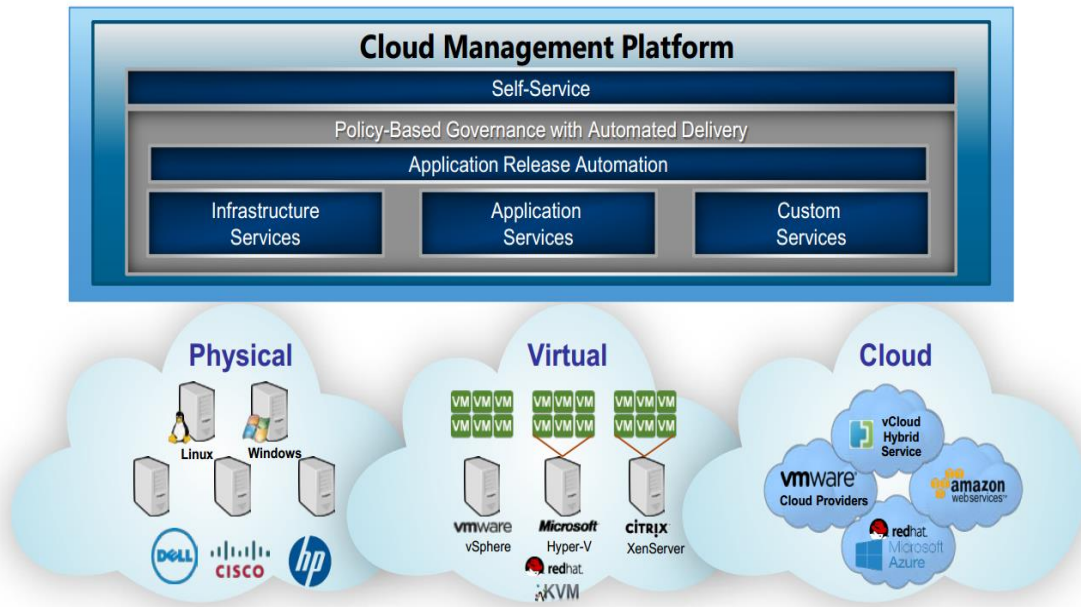 Cloud Management Platform
Self-Service
Policy-Based Governance with Automated Delivery
Application Release Automation
Infrastructure
Services
Application
Services
Custom
Services
Physical
Linux
Windows
DELL
CISCO
hp
Virtual
VM VM VM
VM VM VM
VM VM VM
VM VM VM
VM VM VM
VM VM VM
vmware
vSphere
Microsoft
Hyper-V
CITRIX
XenServer
redhat.
KVM
Cloud
vCloud
Hybrid
Service
vmware
Cloud Providers
amazon
webservices™
redhat.
Microsoft
Azure